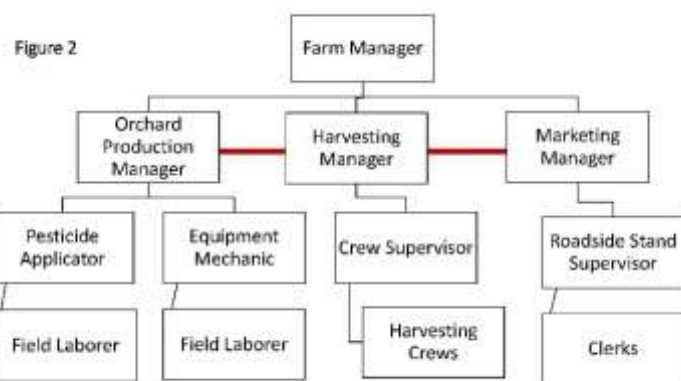 Figure 2
Farm Manager
Orchard
Production
Manager
Harvesting
Manager
Marketing
Manager
Pesticide
Applicator
Equipment
Mechanic
Crew Supervisor
Roadside Stand
Supervisor
Field Laborer
Field Laborer
Harvesting
Crews
Clerks